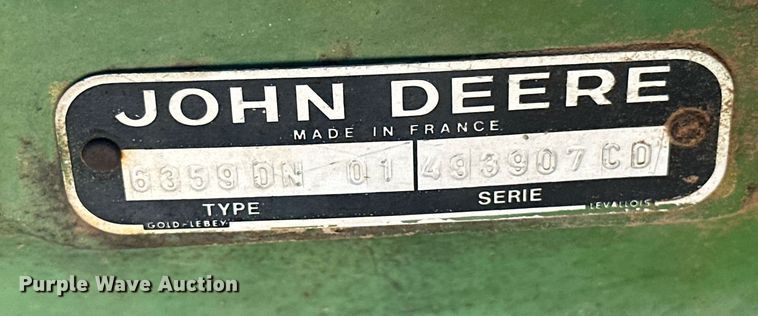 JOHN DEERE
MADE IN FRANCE
6359DN 01 493907CD
TYPE SERIE
GOLD-LEBEY LEVALLOIS
Purple Wave Auction